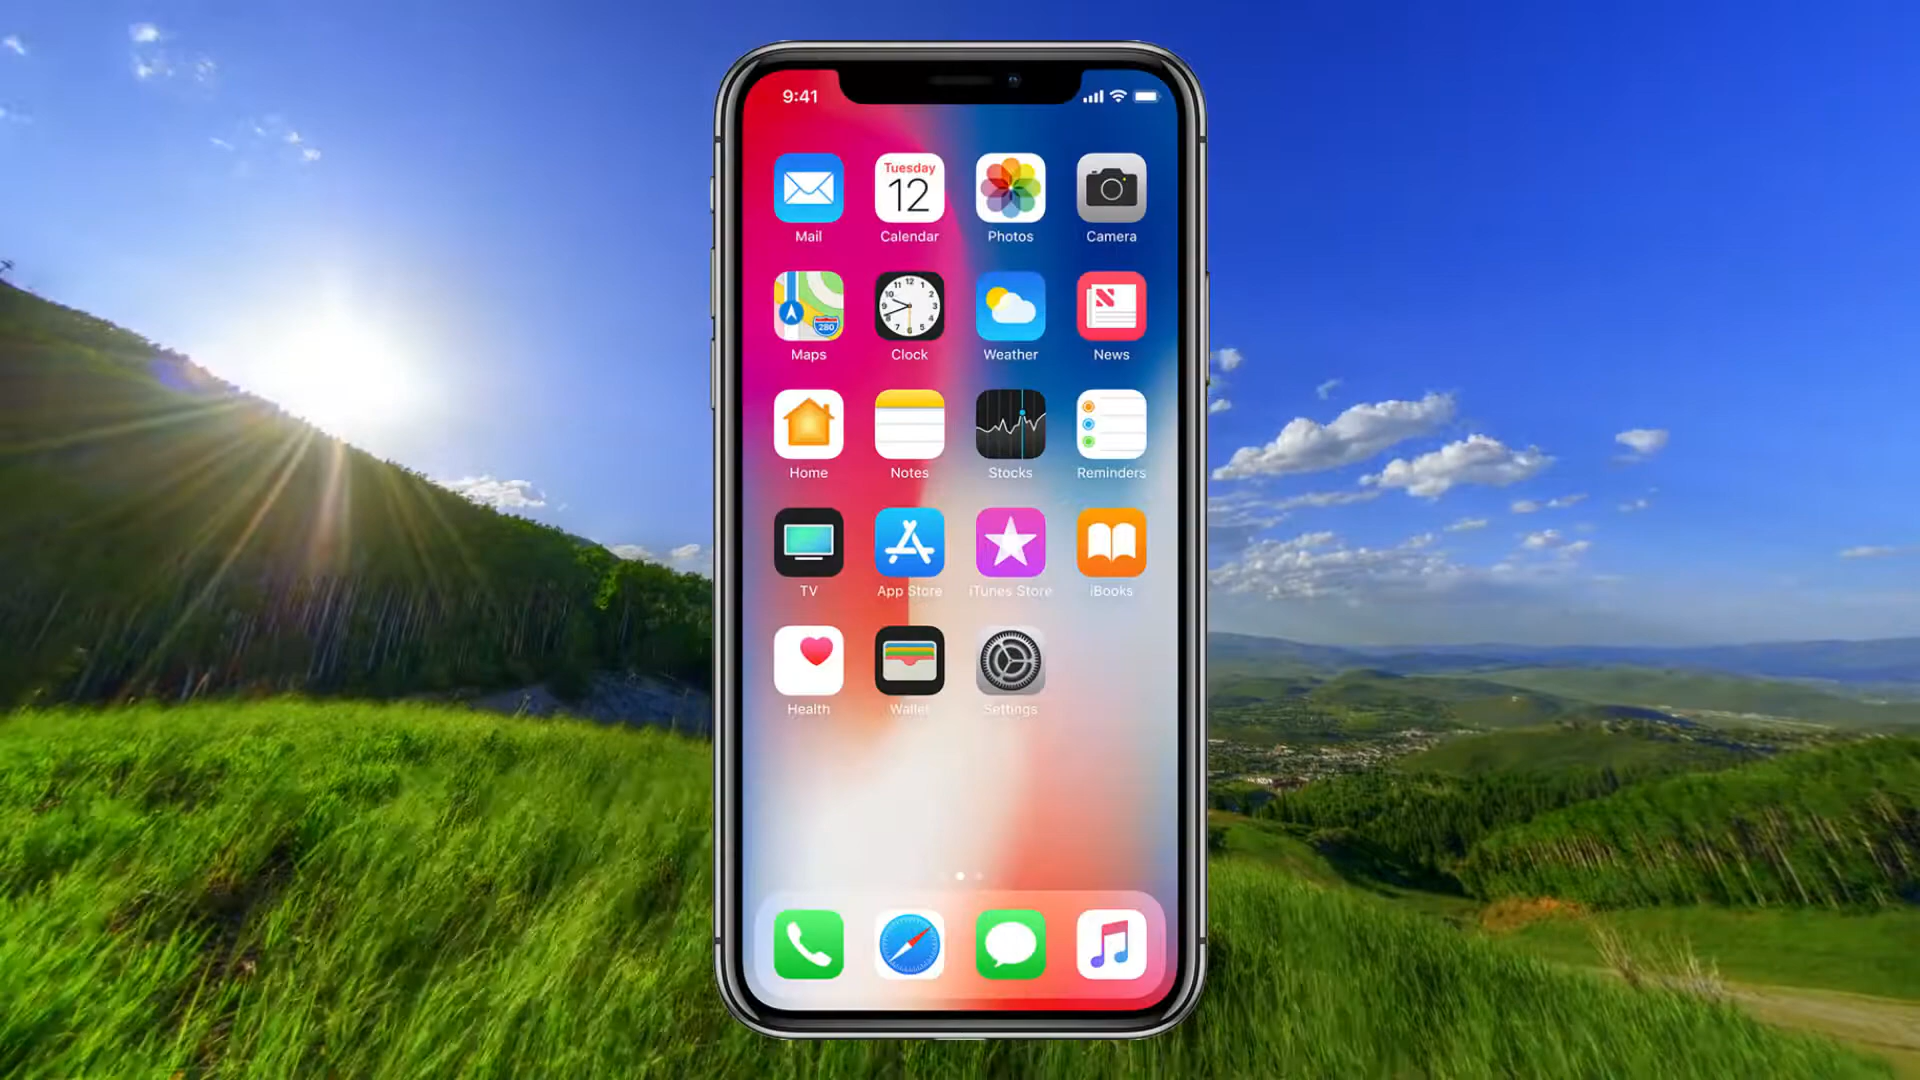 9:41
Tuesday
12
Mail Calendar Photos Camera
280
Maps Clock Weather News
Home Notes Stocks Reminders
TV App Store iTunes Store iBooks
Health Wallet Settings